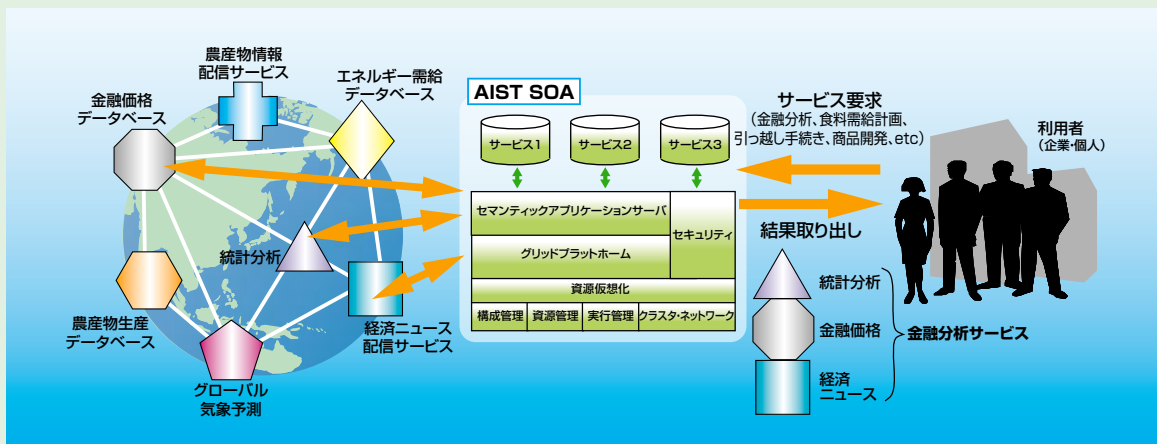 農産物情報
配信サービス
エネルギー需給
データベース
金融価格
データベース
統計分析
農産物生産
データベース
経済ニュース
配信サービス
グローバル
気象予測
AIST SOA
サービス1
サービス2
サービス3
セマンティックアプリケーションサーバ
セキュリティ
グリッドプラットホーム
資源仮想化
構成管理
資源管理
実行管理
クラスタ・ネットワーク
サービス要求
（金融分析、食料需給計画、
引っ越し手続き、商品開発、etc）
利用者
（企業・個人）
結果取り出し
統計分析
金融価格
経済
ニュース
金融分析サービス